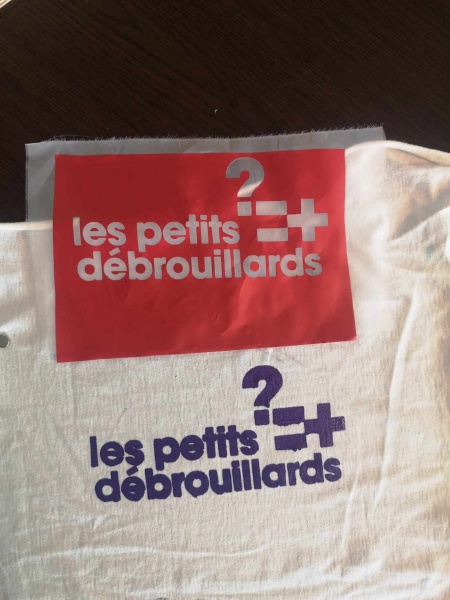 ?
les petits =+
débrouillards
?
les petits =+
débrouillards